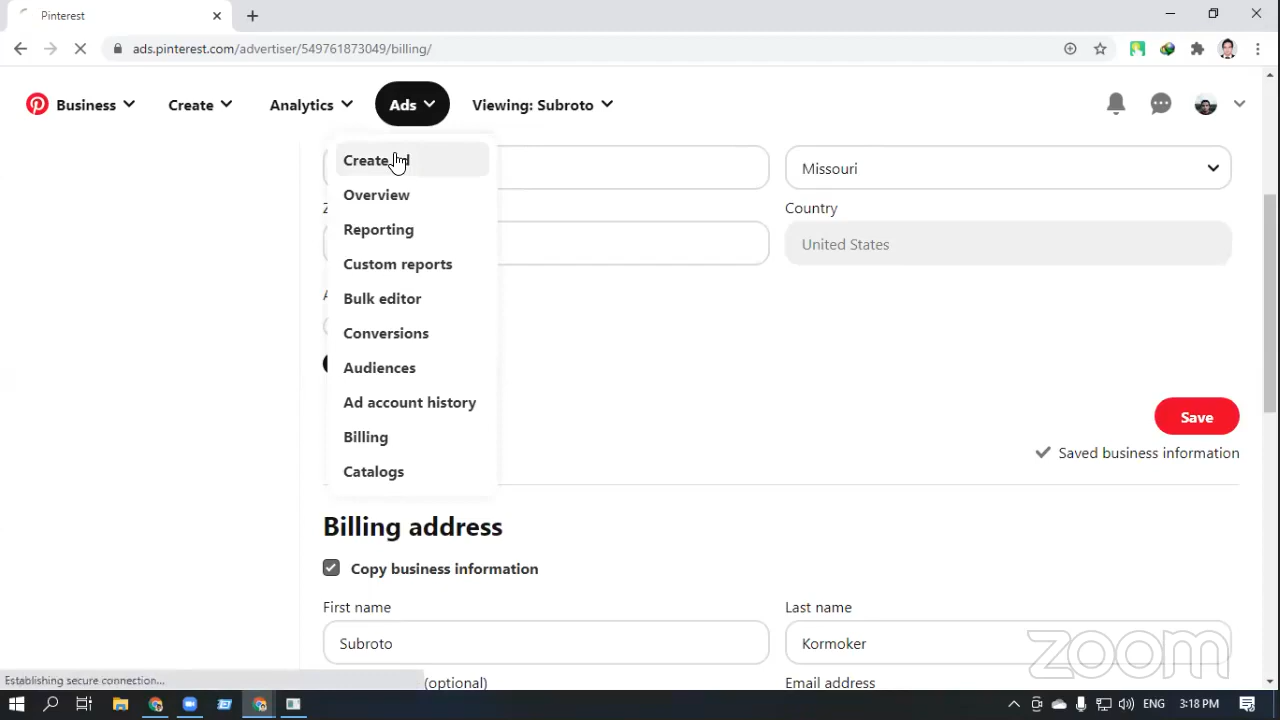 Pinterest
ads.pinterest.com/advertiser/549761873049/billing/
Business Create Analytics Ads Viewing: Subroto
Create
Overview
Reporting
Custom reports
Bulk editor
Conversions
Audiences
Ad account history
Billing
Catalogs
Missouri
Country
United States
Save
Saved business information
Billing address
Copy business information
First name Last name
Subroto Kormoker
(optional) Email address
zoom
Establishing secure connection...
ENG 3:18 PM